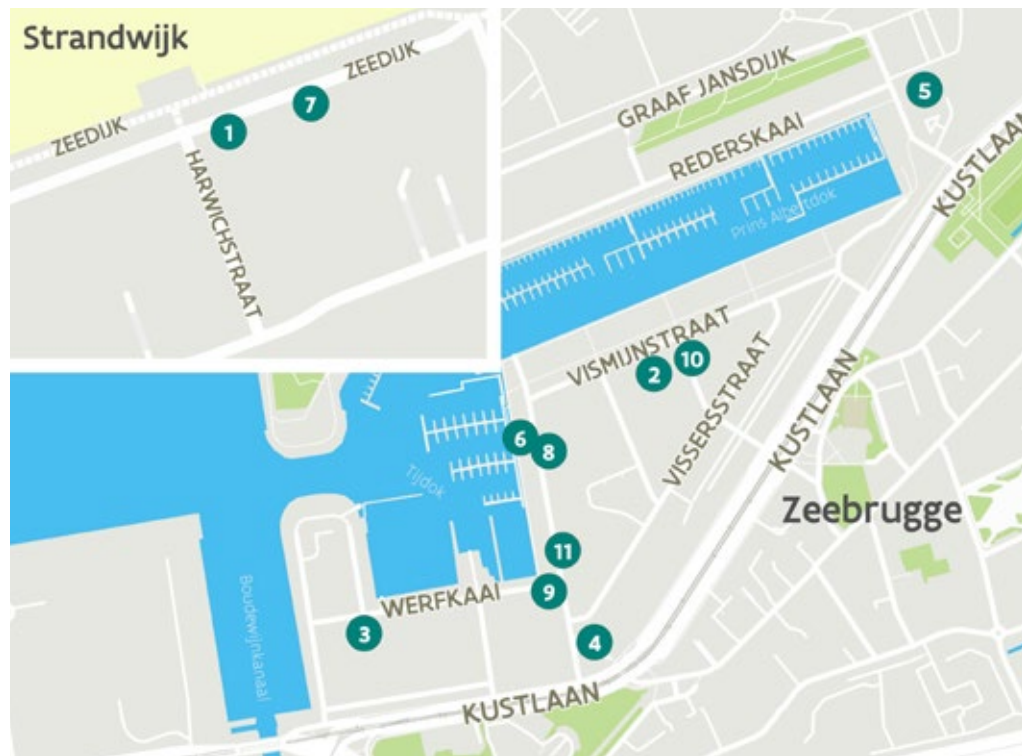 Strandwijk
ZEEDIJK
ZEEDIJK
7
1
HARWICHSTRAAT
GRAAF JANSDIJK
5
REDERSKAAI
KUSTLAAN
Prins Albertdok
VISMIJNSTRAAT
2
10
VISSERSSTRAAT
KUSTLAAN
6
8
Tijdok
Zeebrugge
11
9
WERFKAAI
Boudewijnkanaal
3
4
KUSTLAAN